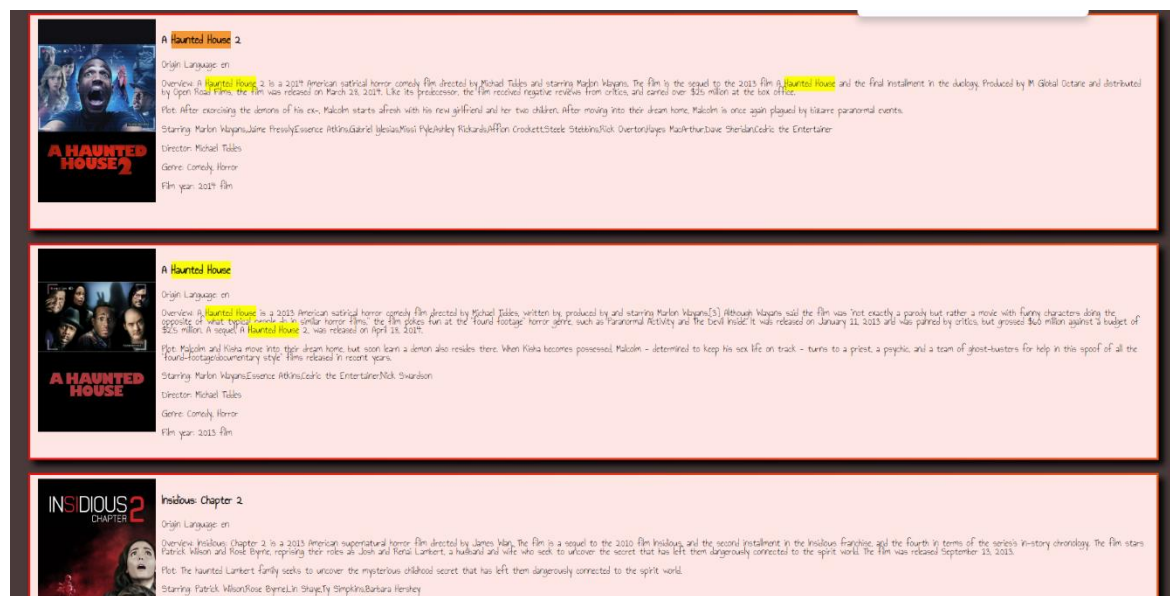 A Haunted House 2
Origin Language: en
Overview: A Haunted House 2 is a 2014 American satirical horror comedy film directed by Michael Tiddes and starring Marlon Wayans. The film is the sequel to the 2013 film A Haunted House and the final installment in the duology. Produced by IM Global Octane and distributed
by Open Road Films, the film was released on March 28, 2014. Like its predecessor, the film received negative reviews from critics, and earned over $25 million at the box office.
Plot: After exorcising the demons of his ex-, Malcolm starts afresh with his new girlfriend and her two children. After moving into their dream home, Malcolm is once again plagued by bizarre paranormal events.
Starring: Marlon Wayans,Jaime Pressly,Essence Atkins,Gabriel Iglesias,Missi Pyle,Ashley Rickards,Affion Crockett,Steele Stebbins,Rick Overton,Hayes MacArthur,Dave Sheridan,Cedric the Entertainer
A HAUNTED
HOUSE 2
Director: Michael Tiddes
Genre: Comedy, Horror
Film year: 2014 film
A Haunted House
Origin Language: en
Overview: A Haunted House is a 2013 American satirical horror comedy film directed by Michael Tiddes, written by, produced by and starring Marlon Wayans.[3] Although Wayans said the film was "not exactly a parody but rather a movie with funny characters doing the
opposite of what typical people do in similar horror films," the film pokes fun at the "found footage" horror genre such as Paranormal Activity and The Devil Inside. It was released on January 11, 2013 and was panned by critics, but grossed $60 million against a budget of
$2.5 million. A sequel, A Haunted House 2, was released on April 18, 2014.
Plot: Malcolm and Kisha move into their dream home, but soon learn a demon also resides there. When Kisha becomes possessed, Malcolm - determined to keep his sex life on track - turns to a priest, a psychic, and a team of ghost-busters for help in this spoof of all the
"found-footage/documentary style" films released in recent years.
Starring: Marlon Wayans,Essence Atkins,Cedric the Entertainer,Nick Swardson
A HAUNTED
HOUSE
Director: Michael Tiddes
Genre: Comedy, Horror
Film year: 2013 film
INSIDIOUS 2
CHAPTER
Insidious: Chapter 2
Origin Language: en
Overview: Insidious: Chapter 2 is a 2013 American supernatural horror film directed by James Wan. The film is a sequel to the 2010 film Insidious, and the second installment in the Insidious franchise, and the fourth in terms of the series's in-story chronology. The film stars
Patrick Wilson and Rose Byrne, reprising their roles as Josh and Renai Lambert, a husband and wife who seek to uncover the secret that has left them dangerously connected to the spirit world. The film was released September 13, 2013.
Plot: The haunted Lambert family seeks to uncover the mysterious childhood secret that has left them dangerously connected to the spirit world.
Starring: Patrick Wilson,Rose Byrne,Lin Shaye,Ty Simpkins,Barbara Hershey